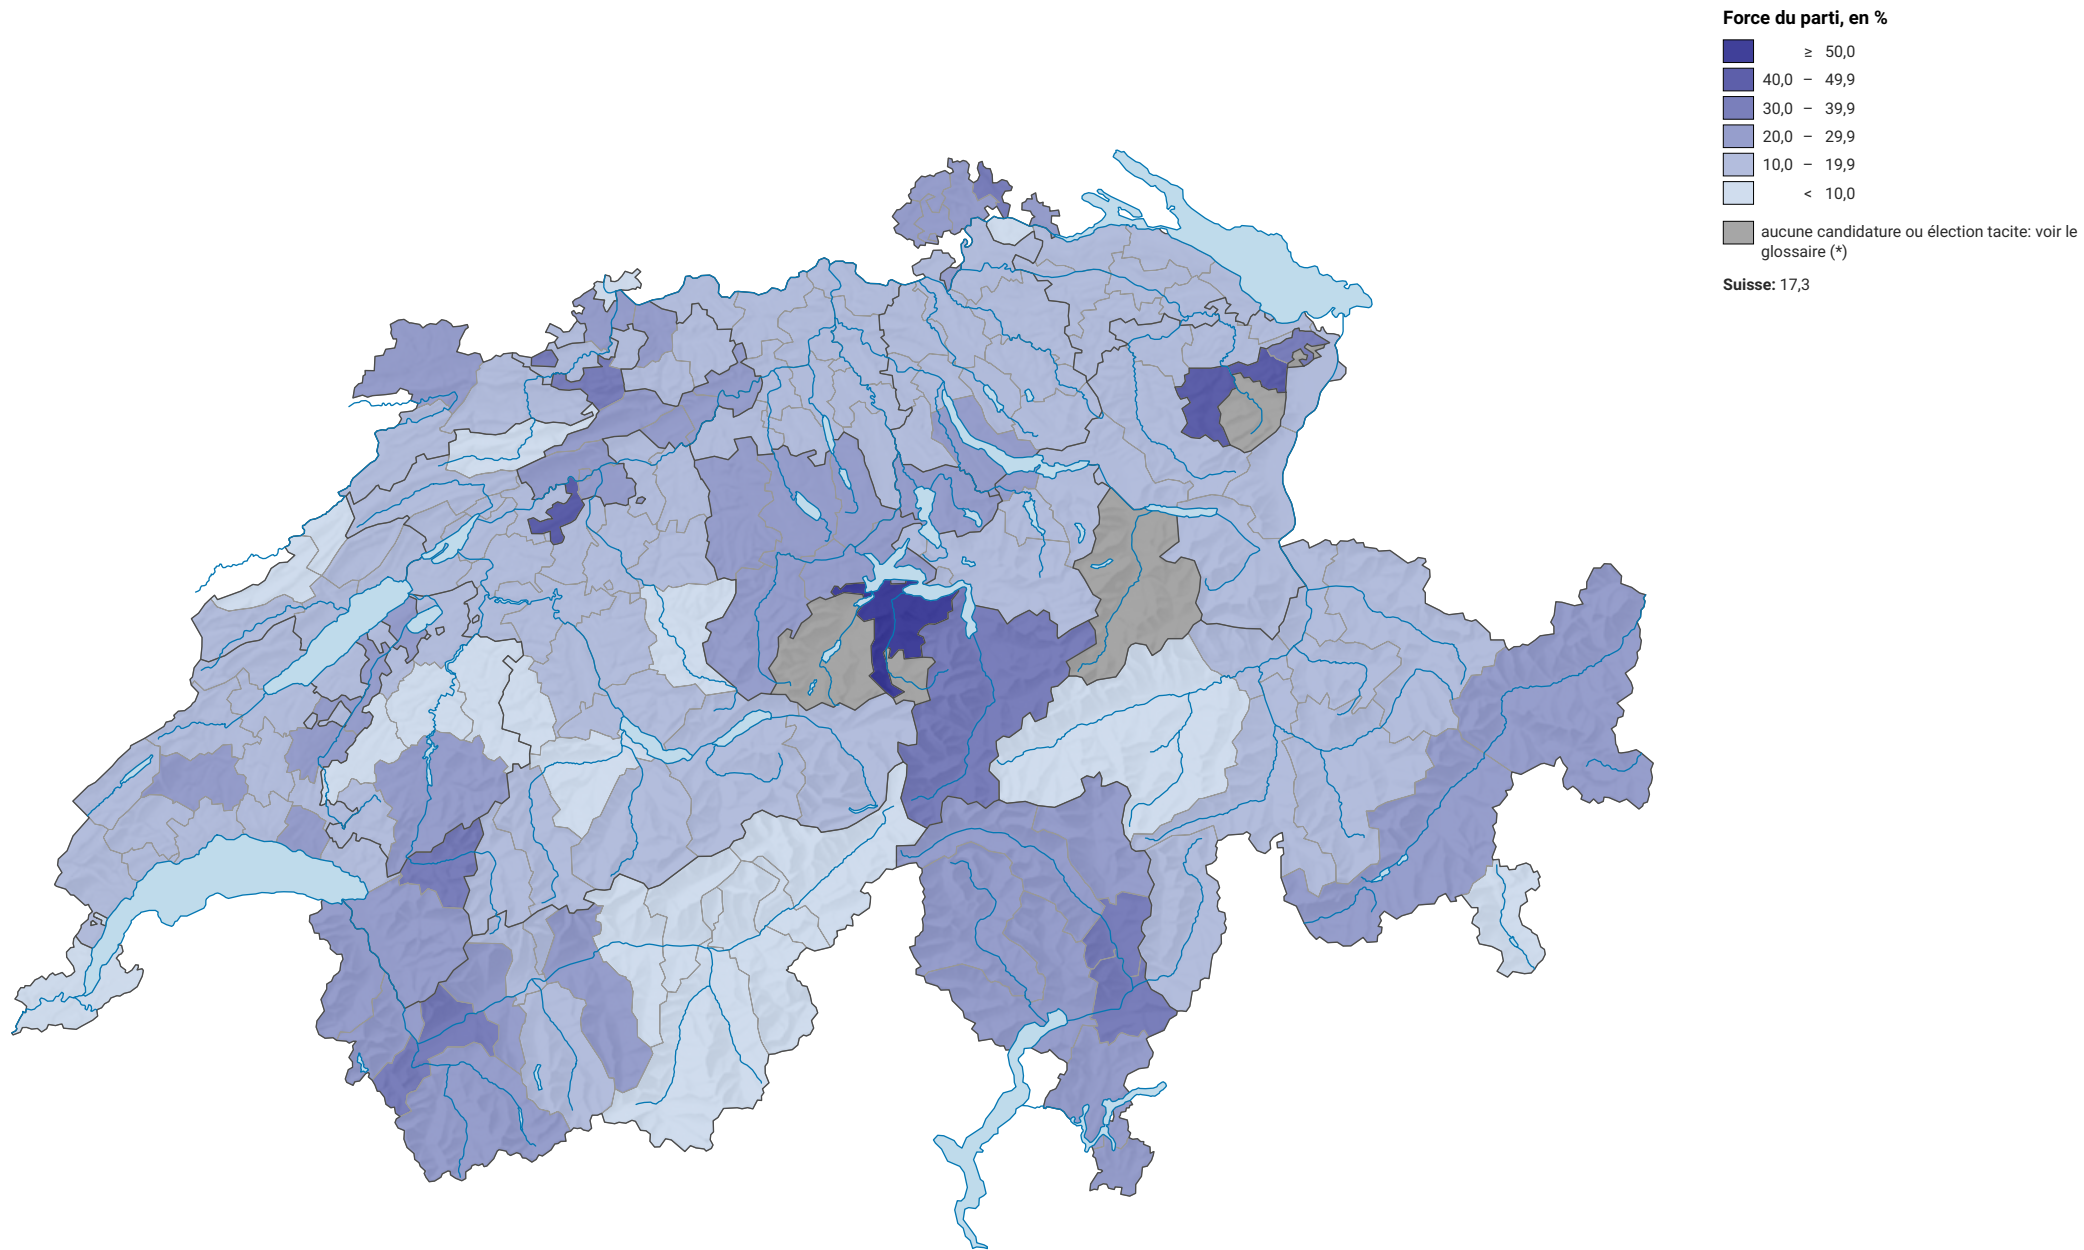 Force du parti, en %
≥ 50,0
40,0 – 49,9
30,0 – 39,9
20,0 – 29,9
10,0 – 19,9
< 10,0
aucune candidature ou élection tacite: voir le
glossaire (*)
Suisse: 17,3